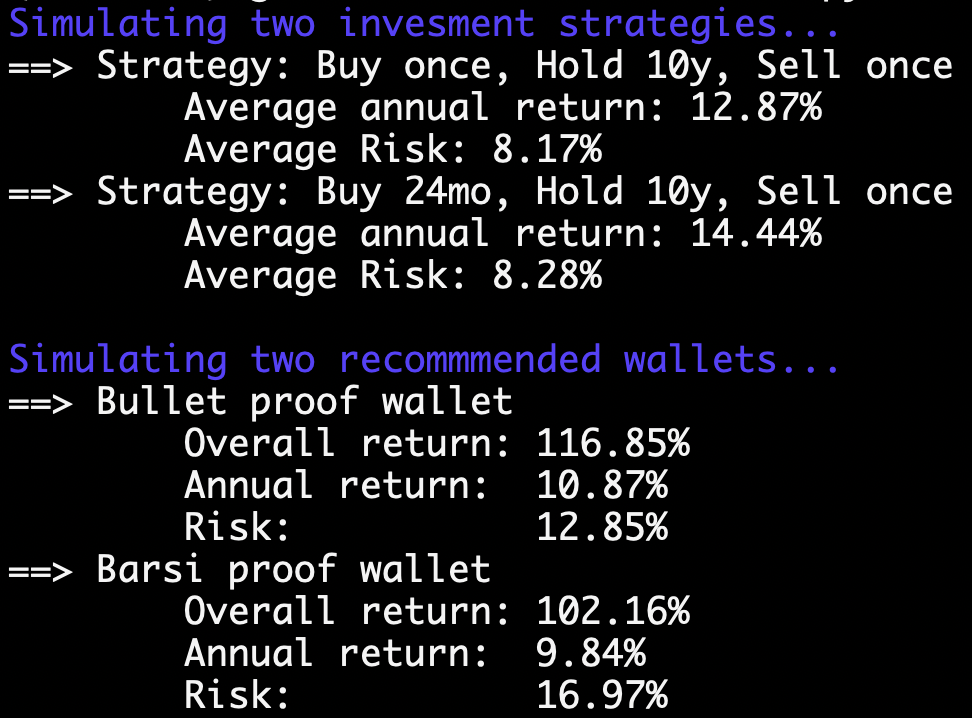 Simulating two invesment strategies...
==> Strategy: Buy once, Hold 10y, Sell once
Average annual return: 12.87%
Average Risk: 8.17%
==> Strategy: Buy 24mo, Hold 10y, Sell once
Average annual return: 14.44%
Average Risk: 8.28%
Simulating two recommmended wallets...
==> Bullet proof wallet
Overall return: 116.85%
Annual return: 10.87%
Risk: 12.85%
==> Barsi proof wallet
Overall return: 102.16%
Annual return: 9.84%
Risk: 16.97%